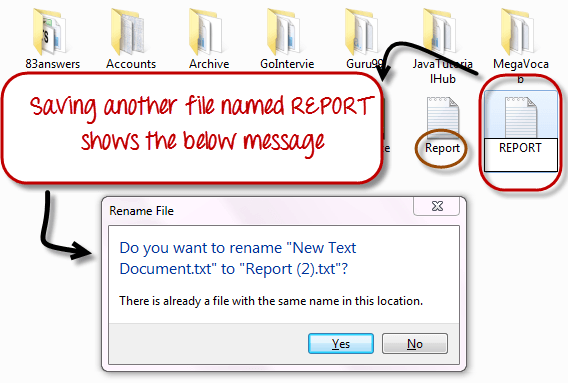 83answers Accounts Archive GoIntervie Guru99 JavaTutoria MegaVoca
lHub b
Saving another file named REPORT
shows the below message
e Report REPORT
Rename File
Do you want to rename "New Text
Document.txt" to "Report (2).txt"?
There is already a file with the same name in this location.
Yes No